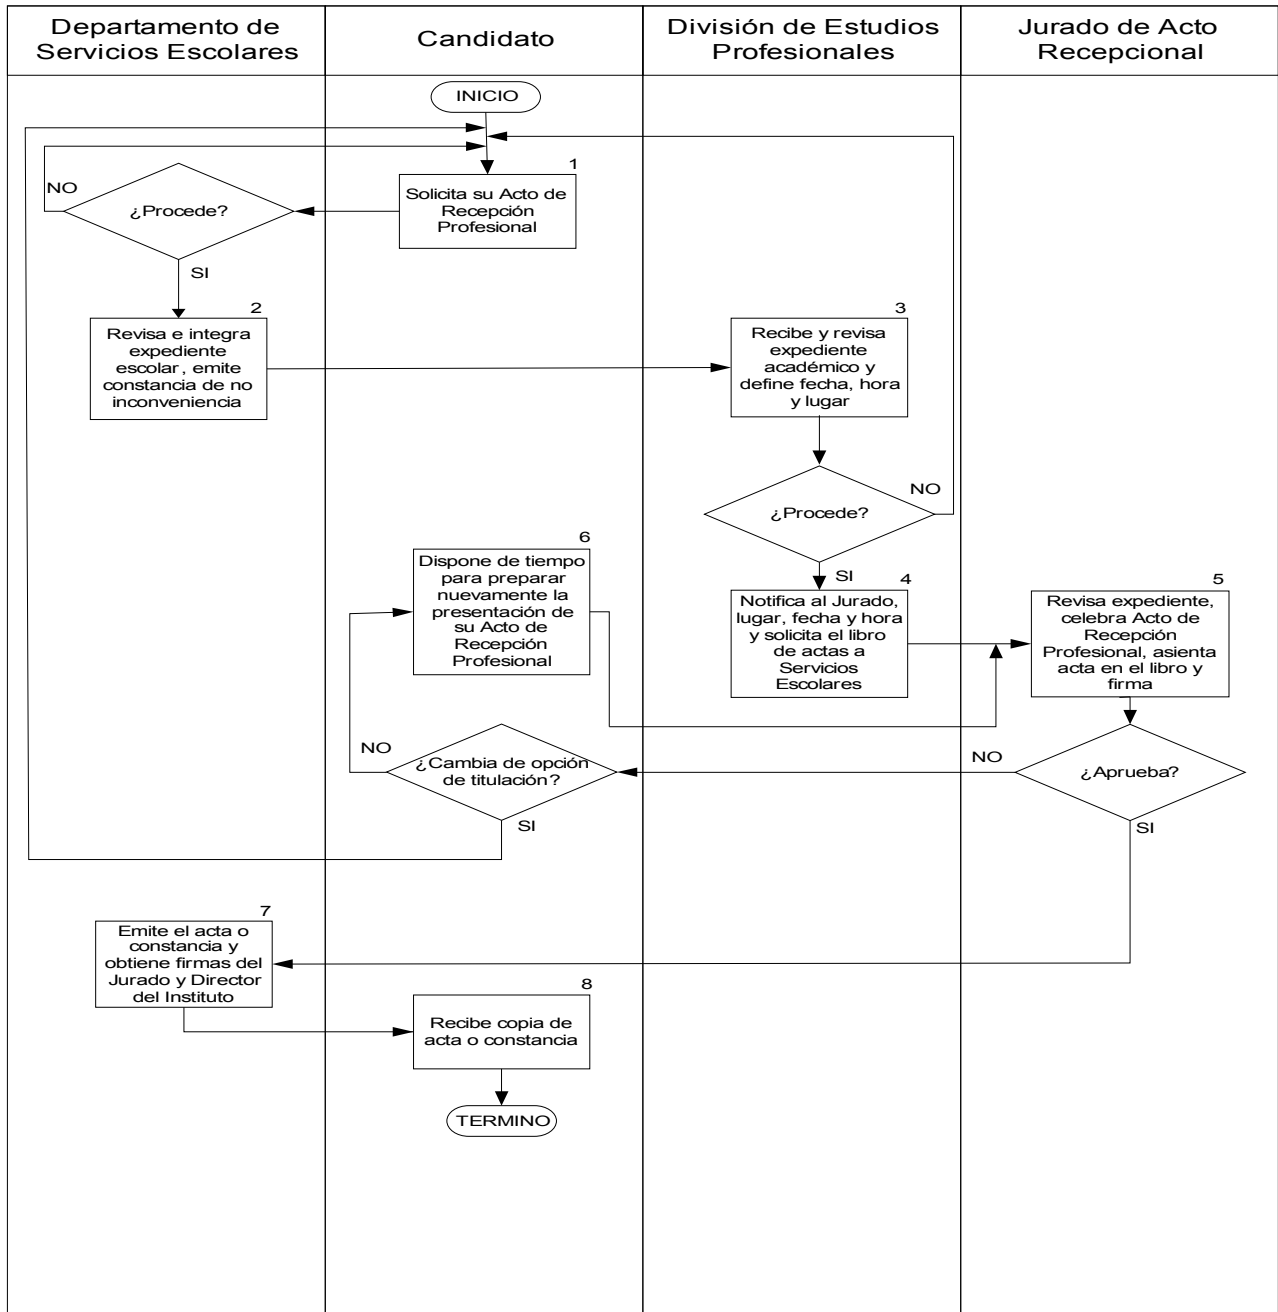 Departamento de
Servicios Escolares
Candidato
División de Estudios
Profesionales
Jurado de Acto
Recepcional
INICIO
1
Solicita su Acto de
Recepción
Profesional
¿Procede?
NO
SI
2
Revisa e integra
expediente
escolar, emite
constancia de no
inconveniencia
3
Recibe y revisa
expediente
académico y
define fecha, hora
y lugar
¿Procede?
NO
SI
4
Notifica al Jurado,
lugar, fecha y hora
y solicita el libro
de actas a
Servicios
Escolares
5
Revisa expediente,
celebra Acto de
Recepción
Profesional, asienta
acta en el libro y
firma
6
Dispone de tiempo
para preparar
nuevamente la
presentación de
su Acto de
Recepción
Profesional
¿Aprueba?
NO
SI
¿Cambia de opción
de titulación?
NO
SI
7
Emite el acta o
constancia y
obtiene firmas del
Jurado y Director
del Instituto
8
Recibe copia de
acta o constancia
TERMINO